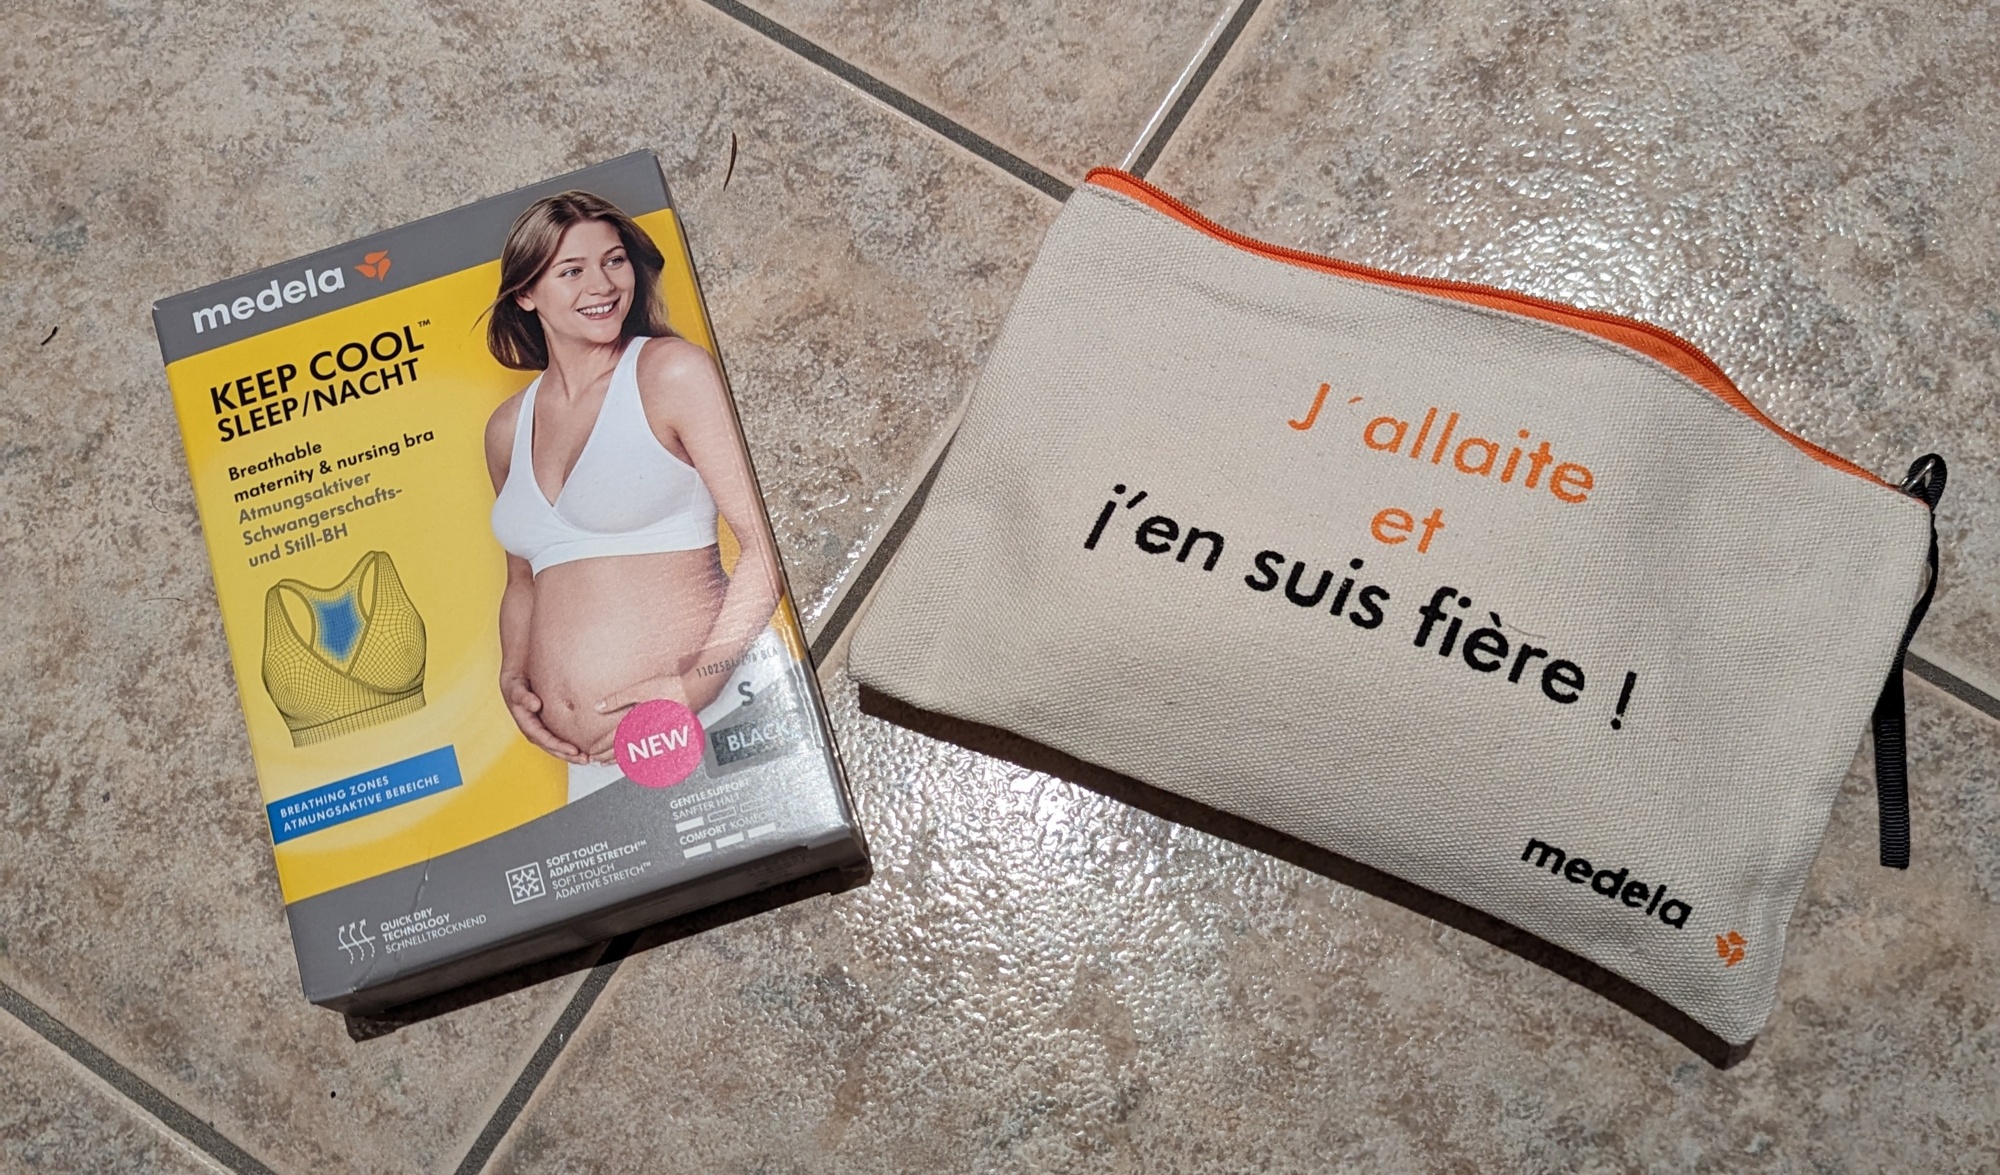 medela
KEEP COOL™
SLEEP/NACHT
Breathable
maternity & nursing bra
Atmungsaktiver
Schwangerschafts-
und Still-BH
BREATHING ZONES
ATMUNGSAKTIVE BEREICHE
S
NEW
BLACK
GENTLE SUPPORT
SANFTER HALT
COMFORT KOMFORT
SOFT TOUCH
ADAPTIVE STRETCH™
SOFT TOUCH
ADAPTIVE STRETCH™
QUICK DRY
TECHNOLOGY
SCHNELLTROCKNEND
J´allaite
et
j'en suis fière !
medela